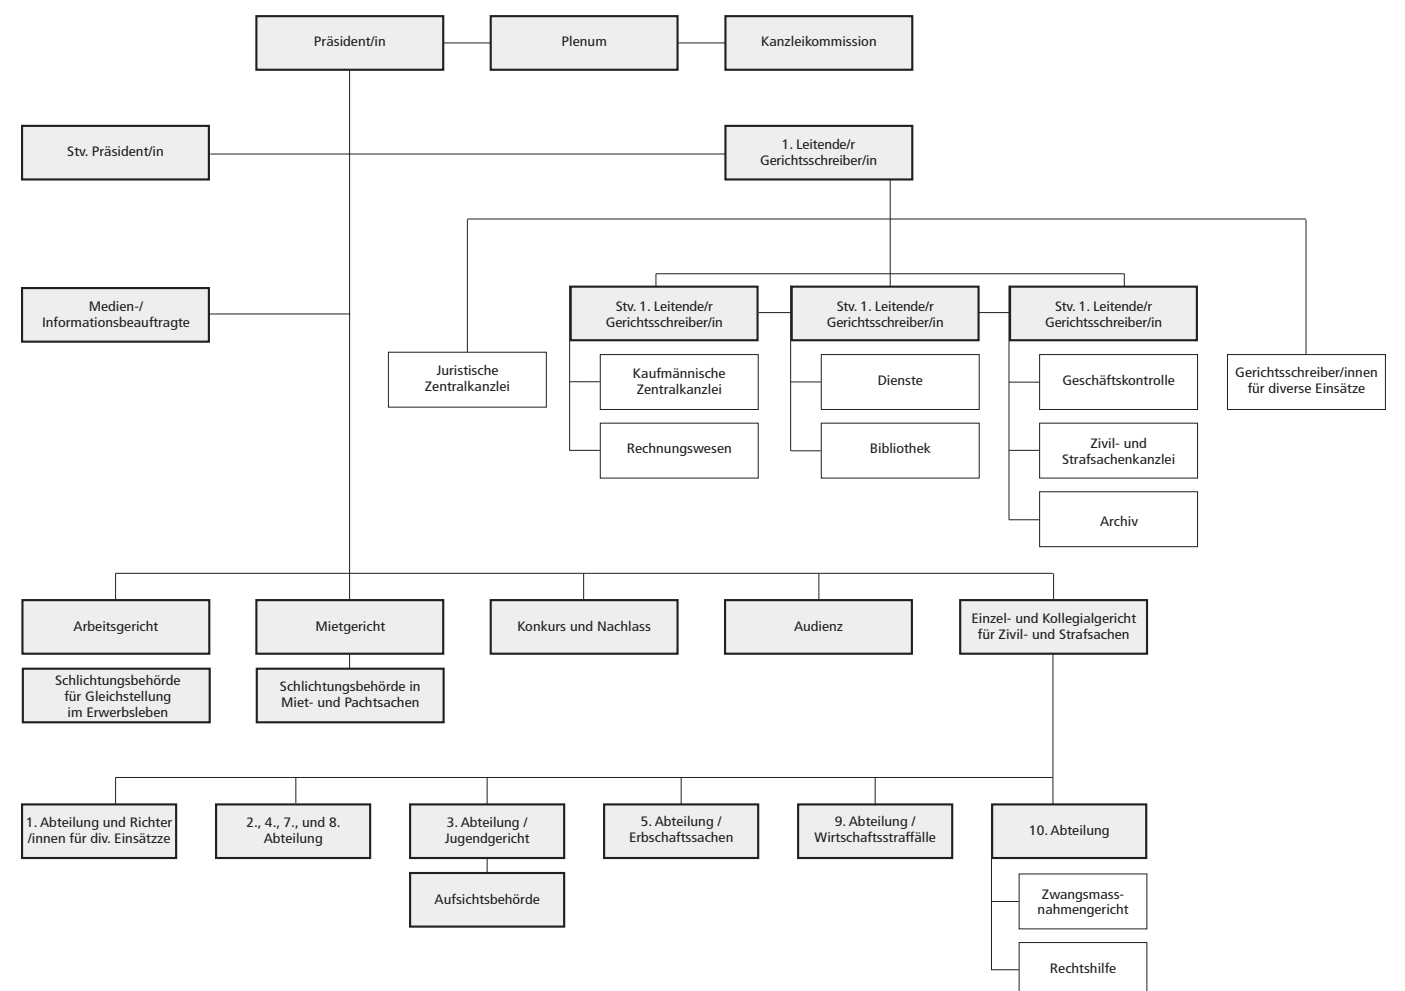 Präsident/in
Plenum
Kanzleikommission
Stv. Präsident/in
1. Leitende/r
Gerichtsschreiber/in
Medien-/
Informationsbeauftragte
Stv. 1. Leitende/r
Gerichtsschreiber/in
Stv. 1. Leitende/r
Gerichtsschreiber/in
Stv. 1. Leitende/r
Gerichtsschreiber/in
Juristische
Zentralkanzlei
Kaufmännische
Zentralkanzlei
Dienste
Geschäftskontrolle
Gerichtsschreiber/innen
für diverse Einsätze
Rechnungswesen
Bibliothek
Zivil- und
Strafsachenkanzlei
Archiv
Arbeitsgericht
Mietgericht
Konkurs und Nachlass
Audienz
Einzel- und Kollegialgericht
für Zivil- und Strafsachen
Schlichtungsbehörde
für Gleichstellung
im Erwerbsleben
Schlichtungsbehörde in
Miet- und Pachtsachen
1. Abteilung und Richter
/innen für div. Einsätzze
2., 4., 7., und 8.
Abteilung
3. Abteilung /
Jugendgericht
5. Abteilung /
Erbschaftssachen
9. Abteilung /
Wirtschaftsstraffälle
10. Abteilung
Aufsichtsbehörde
Zwangsmass-
nahmengericht
Rechtshilfe